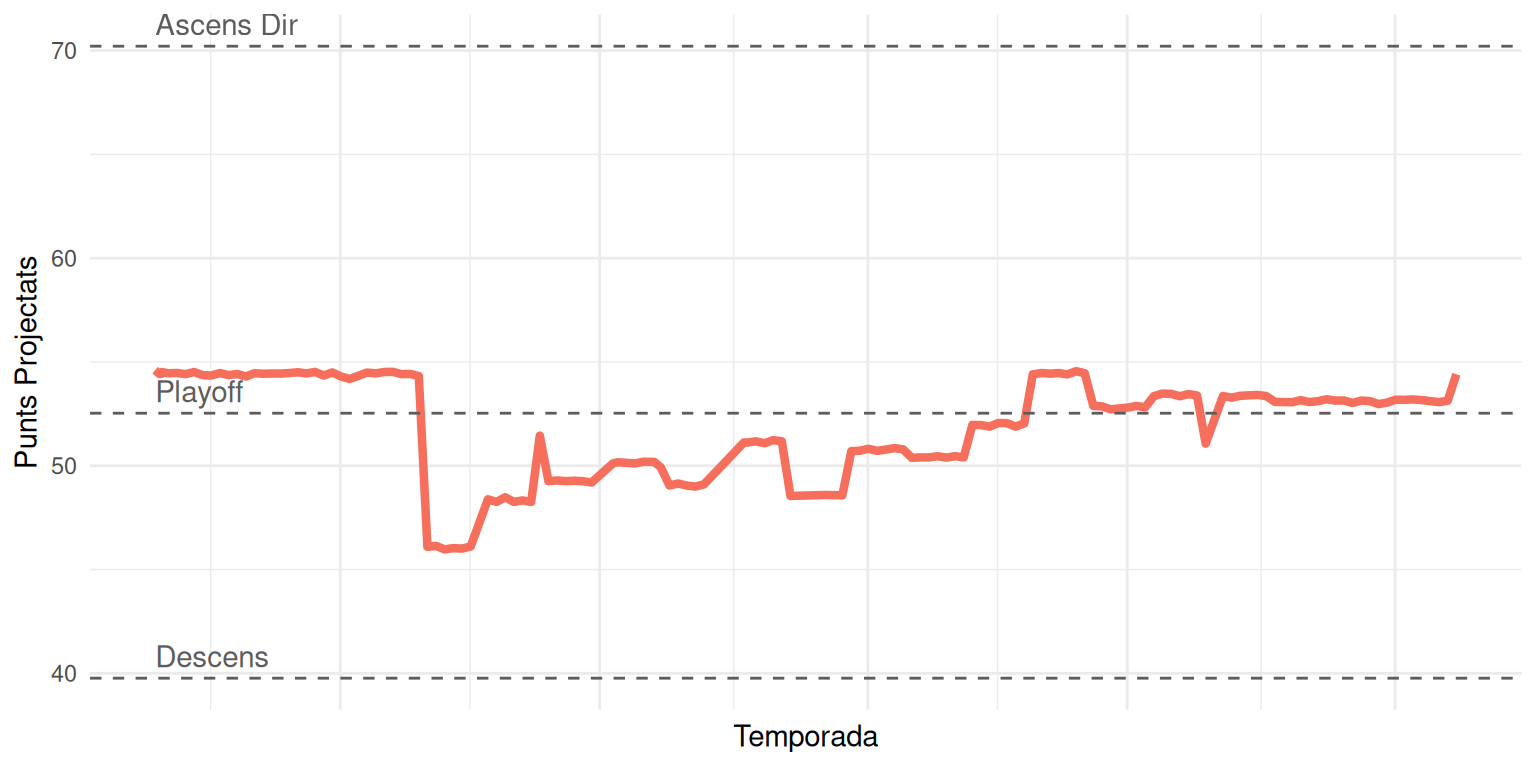 Ascens Dir
70
60
Punts Projectats
Playoff
50
Descens
40
Temporada